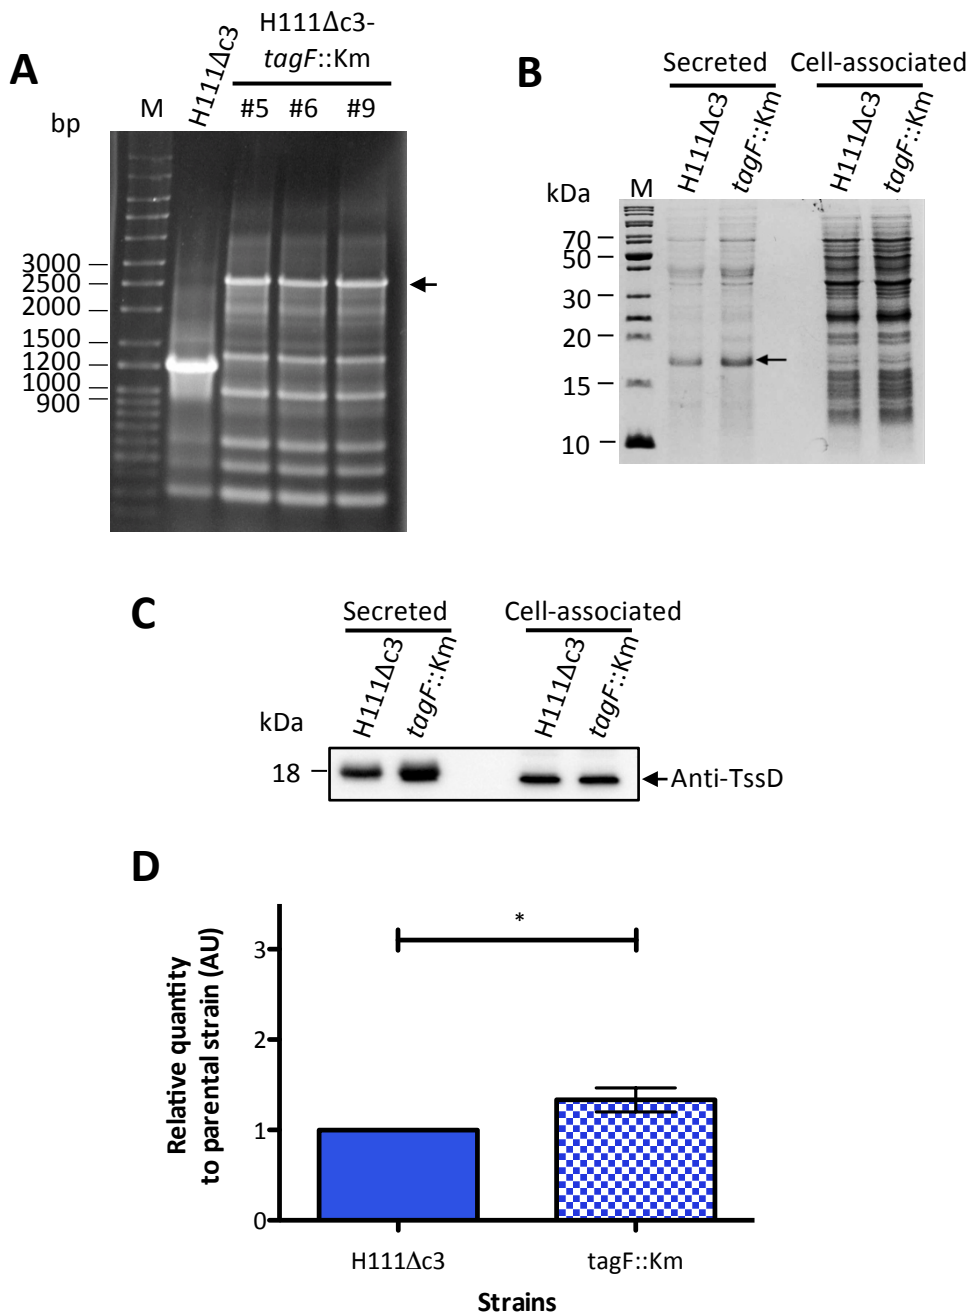 A
H111Δc3
H111Δc3-
tagF::Km
bp
M
#5 #6 #9
3000
2500
2000
1500
1200
1000
900
B
Secreted
Cell-associated
H111Δc3
tagF::Km
H111Δc3
tagF::Km
kDa
M
70
50
30
20
15
10
C
Secreted
Cell-associated
H111Δc3
tagF::Km
H111Δc3
tagF::Km
kDa
18
Anti-TssD
D
Relative quantity
to parental strain (AU)
3
2
1
0
*
H111Δc3
tagF::Km
Strains